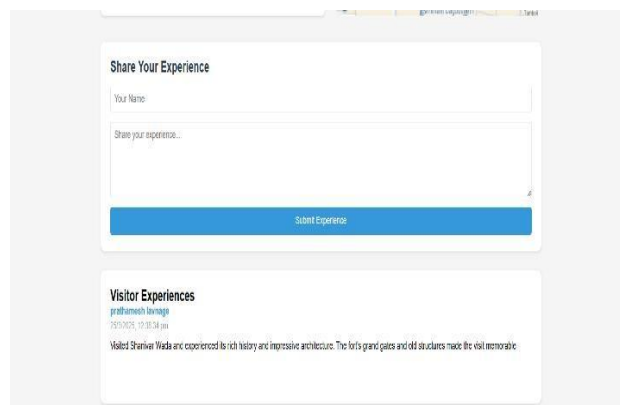 Share Your Experience
Your Name
Share your experience...
Submit Experience
Visitor Experiences
prathamesh lavnage
Visited Shaniwar Wada and experienced its rich history and impressive architecture. The fort's grand gates and old structures made the visit memorable